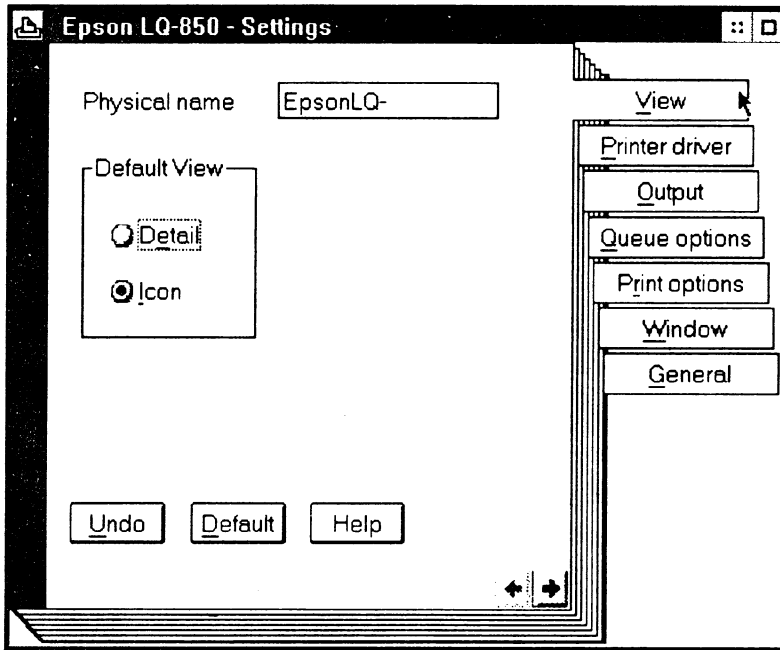 Epson LQ-850 - Settings
Physical name EpsonLQ-
Default View
Detail
Icon
Undo Default Help
View
Printer driver
Output
Queue options
Print options
Window
General